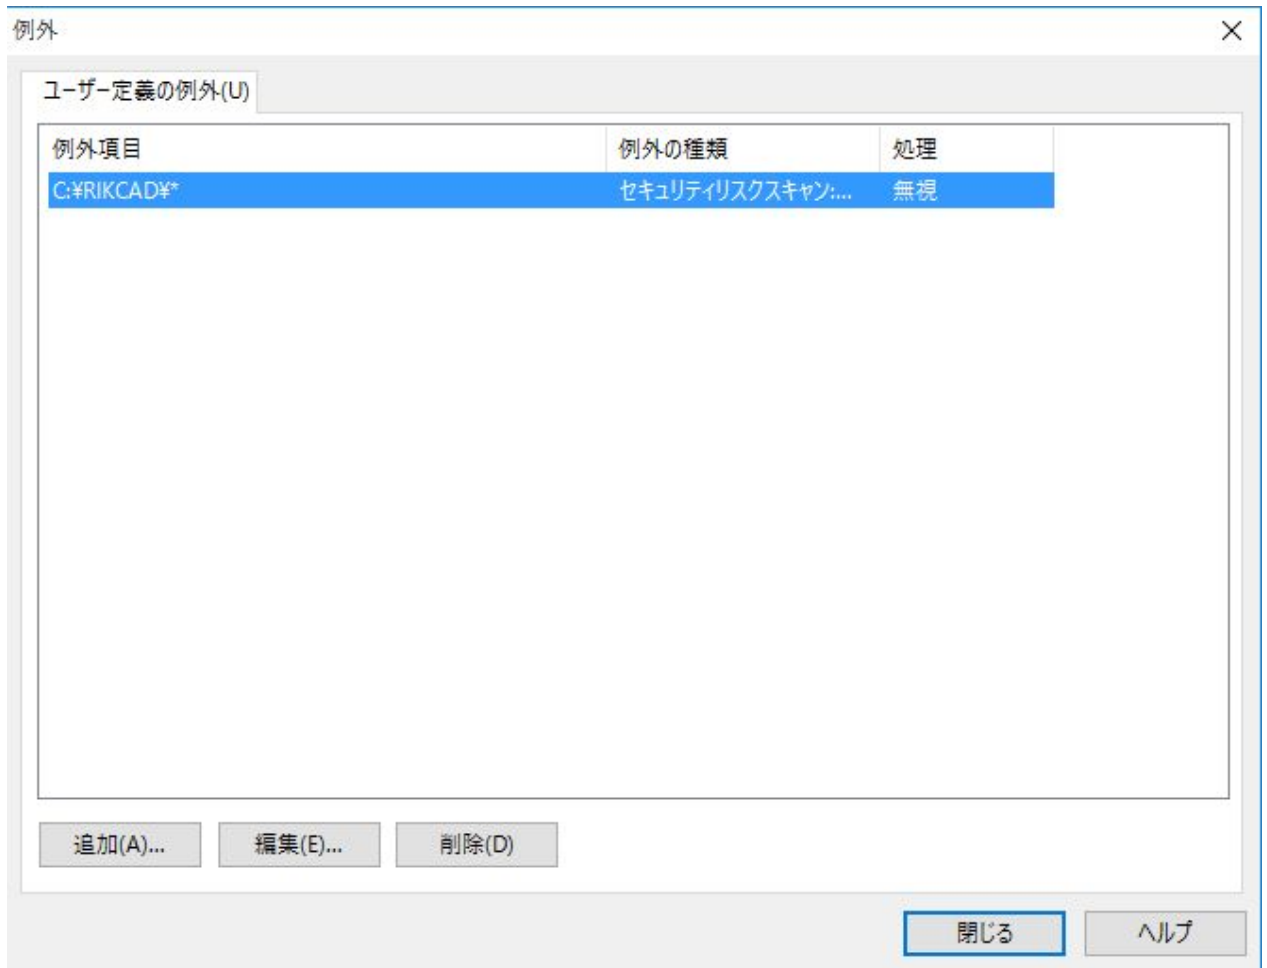 例外
ユーザー定義の例外(U)
例外項目 例外の種類 処理
C:¥RIKCAD¥* セキュリティリスクスキャン:... 無視
追加(A)... 編集(E)... 削除(D)
閉じる ヘルプ